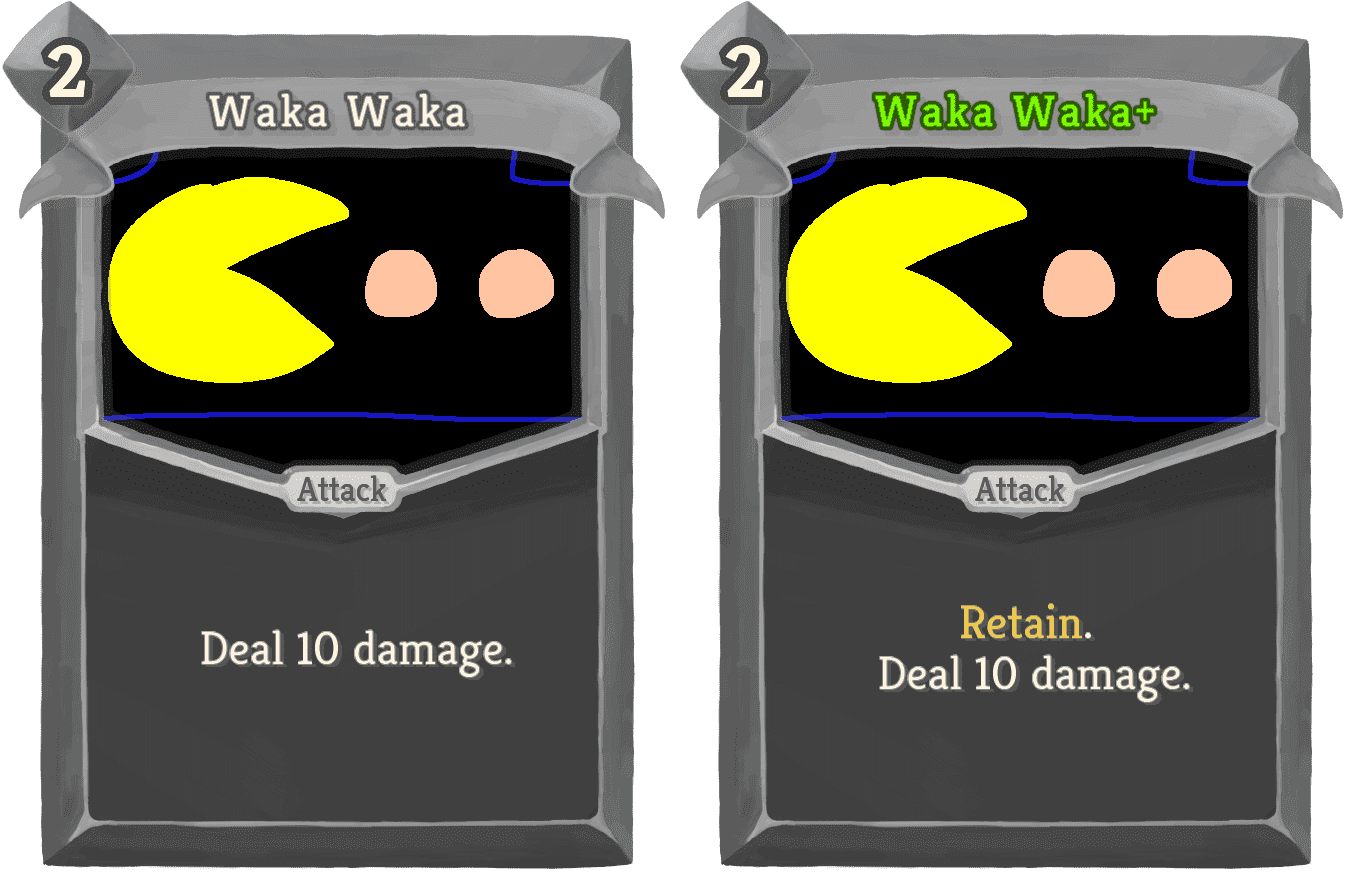 2
Waka Waka
Attack
Deal 10 damage.
2
Waka Waka+
Attack
Retain.
Deal 10 damage.